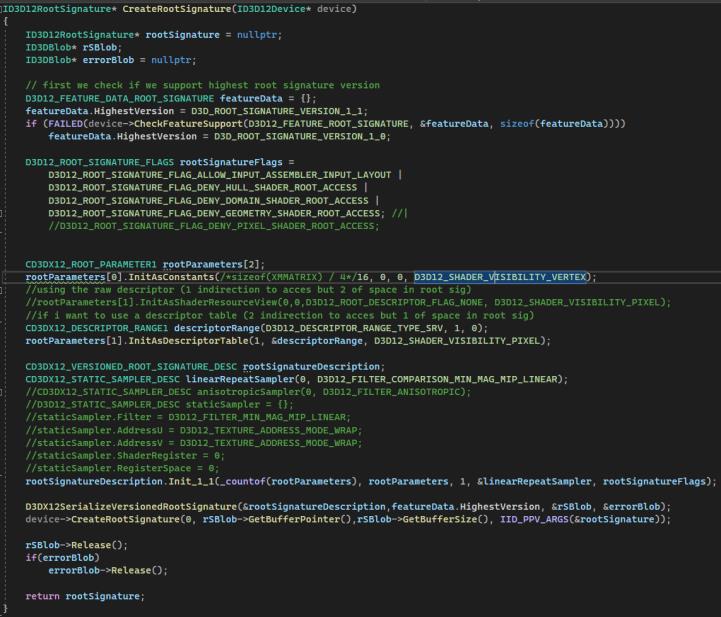 ID3D12RootSignature* CreateRootSignature(ID3D12Device* device)
{
    ID3D12RootSignature* rootSignature = nullptr;
    ID3DBlob* rSBlob;
    ID3DBlob* errorBlob = nullptr;

    // first we check if we support highest root signature version
    D3D12_FEATURE_DATA_ROOT_SIGNATURE featureData = {};
    featureData.HighestVersion = D3D_ROOT_SIGNATURE_VERSION_1_1;
    if (FAILED(device->CheckFeatureSupport(D3D12_FEATURE_ROOT_SIGNATURE, &featureData, sizeof(featureData))))
        featureData.HighestVersion = D3D_ROOT_SIGNATURE_VERSION_1_0;

    D3D12_ROOT_SIGNATURE_FLAGS rootSignatureFlags =
        D3D12_ROOT_SIGNATURE_FLAG_ALLOW_INPUT_ASSEMBLER_INPUT_LAYOUT |
        D3D12_ROOT_SIGNATURE_FLAG_DENY_HULL_SHADER_ROOT_ACCESS |
        D3D12_ROOT_SIGNATURE_FLAG_DENY_DOMAIN_SHADER_ROOT_ACCESS |
        D3D12_ROOT_SIGNATURE_FLAG_DENY_GEOMETRY_SHADER_ROOT_ACCESS; //|
        //D3D12_ROOT_SIGNATURE_FLAG_DENY_PIXEL_SHADER_ROOT_ACCESS;

    CD3DX12_ROOT_PARAMETER1 rootParameters[2];
    rootParameters[0].InitAsConstants(/*sizeof(XMMATRIX) / 4*/16, 0, 0, D3D12_SHADER_VISIBILITY_VERTEX);
    //using the raw descriptor (1 indirection to acces but 2 of space in root sig)
    //rootParameters[1].InitAsShaderResourceView(0,0,D3D12_ROOT_DESCRIPTOR_FLAG_NONE, D3D12_SHADER_VISIBILITY_PIXEL);
    //if i want to use a descriptor table (2 indirection to acces but 1 of space in root sig)
    CD3DX12_DESCRIPTOR_RANGE1 descriptorRange(D3D12_DESCRIPTOR_RANGE_TYPE_SRV, 1, 0);
    rootParameters[1].InitAsDescriptorTable(1, &descriptorRange, D3D12_SHADER_VISIBILITY_PIXEL);

    CD3DX12_VERSIONED_ROOT_SIGNATURE_DESC rootSignatureDescription;
    CD3DX12_STATIC_SAMPLER_DESC linearRepeatSampler(0, D3D12_FILTER_COMPARISON_MIN_MAG_MIP_LINEAR);
    //CD3DX12_STATIC_SAMPLER_DESC anisotropicSampler(0, D3D12_FILTER_ANISOTROPIC);
    //D3D12_STATIC_SAMPLER_DESC staticSampler = {};
    //staticSampler.Filter = D3D12_FILTER_MIN_MAG_MIP_LINEAR;
    //staticSampler.AddressU = D3D12_TEXTURE_ADDRESS_MODE_WRAP;
    //staticSampler.AddressV = D3D12_TEXTURE_ADDRESS_MODE_WRAP;
    //staticSampler.ShaderRegister = 0;
    //staticSampler.RegisterSpace = 0;
    rootSignatureDescription.Init_1_1(_countof(rootParameters), rootParameters, 1, &linearRepeatSampler, rootSignatureFlags);

    D3DX12SerializeVersionedRootSignature(&rootSignatureDescription,featureData.HighestVersion, &rSBlob, &errorBlob);
    device->CreateRootSignature(0, rSBlob->GetBufferPointer(),rSBlob->GetBufferSize(), IID_PPV_ARGS(&rootSignature));

    rSBlob->Release();
    if(errorBlob)
        errorBlob->Release();

    return rootSignature;
}